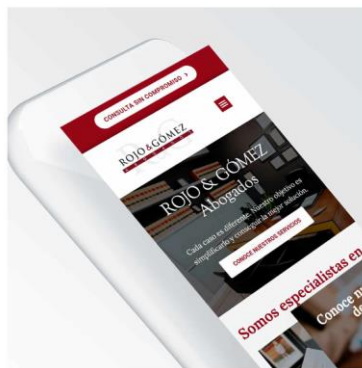 CONSULTA SIN COMPROMISO >
ROJO & GÓMEZ
ROJO & GÓMEZ
Abogados
Cada caso es diferente. Nuestro objetivo es
simplificarlo y conseguir la mejor solución.
CONOCE NUESTROS SERVICIOS
Somos especialistas en
Conoce